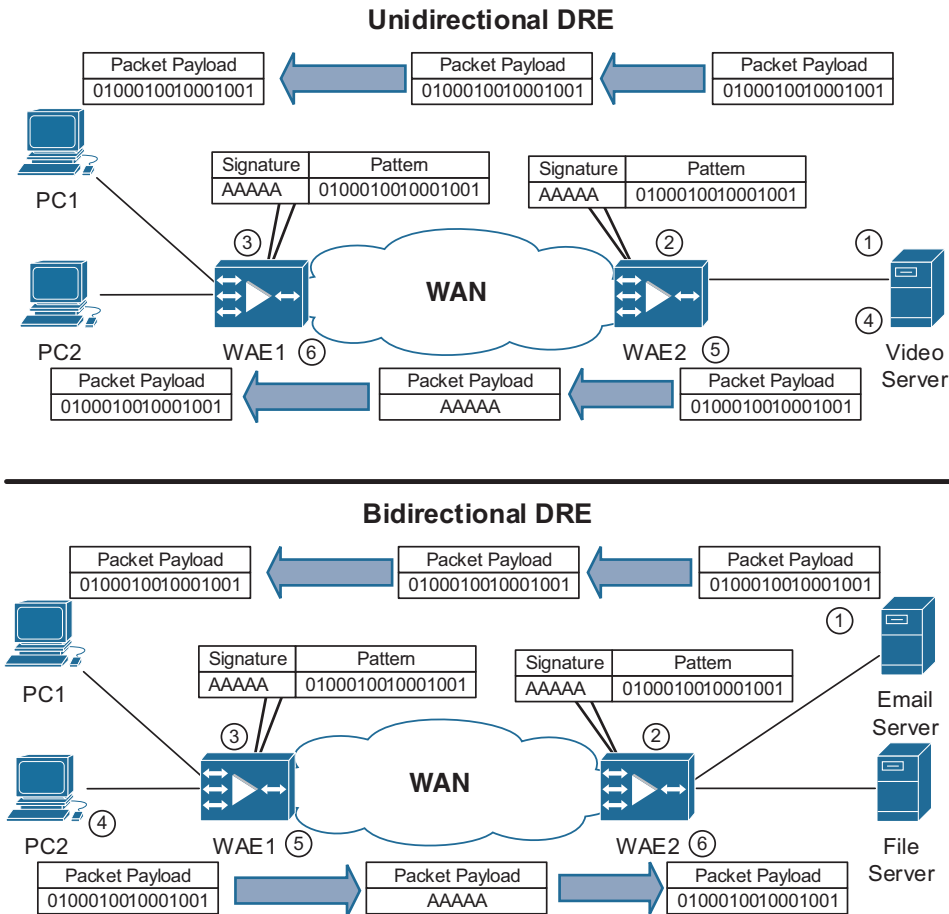 Unidirectional DRE
Packet Payload Packet Payload Packet Payload
0100010010001001 0100010010001001 0100010010001001
Signature Pattern
AAAAA 0100010010001001
Signature Pattern
AAAAA 0100010010001001
PC1
3
2
1
WAN
4
PC2
WAE1 6
WAE2 5
Video
Server
Packet Payload Packet Payload Packet Payload
0100010010001001 AAAAA 0100010010001001
Bidirectional DRE
Packet Payload Packet Payload Packet Payload
0100010010001001 0100010010001001 0100010010001001
1
Signature Pattern
AAAAA 0100010010001001
Signature Pattern
AAAAA 0100010010001001
PC1
Email
Server
3
2
WAN
4
PC2
WAE1 5
WAE2 6
File
Server
Packet Payload Packet Payload Packet Payload
0100010010001001 AAAAA 0100010010001001